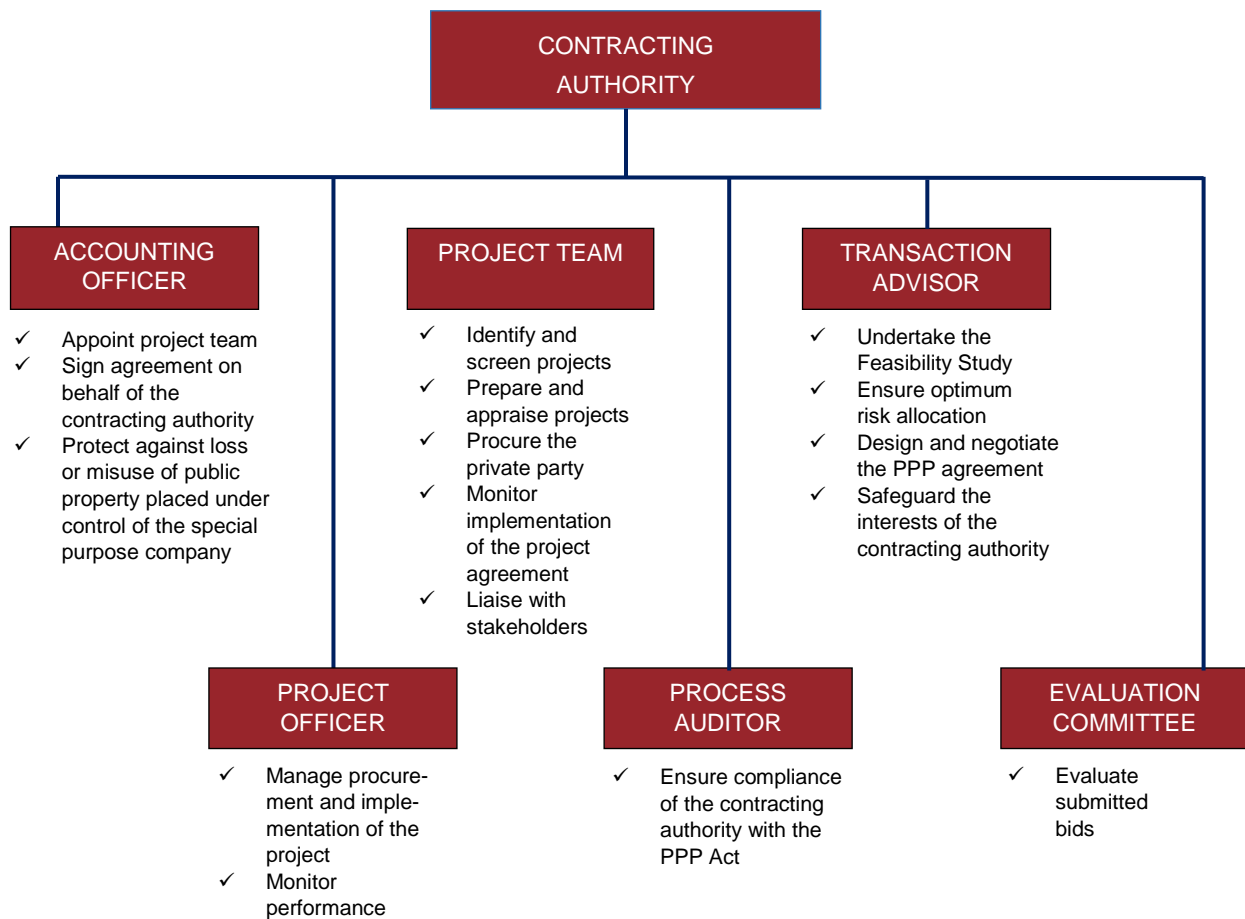 CONTRACTING
AUTHORITY
ACCOUNTING
OFFICER
✓ Appoint project team
✓ Sign agreement on
behalf of the
contracting authority
✓ Protect against loss
or misuse of public
property placed under
control of the special
purpose company
PROJECT TEAM
✓ Identify and
screen projects
✓ Prepare and
appraise projects
✓ Procure the
private party
✓ Monitor
implementation
of the project
agreement
✓ Liaise with
stakeholders
TRANSACTION
ADVISOR
✓ Undertake the
Feasibility Study
✓ Ensure optimum
risk allocation
✓ Design and negotiate
the PPP agreement
✓ Safeguard the
interests of the
contracting authority
PROJECT
OFFICER
✓ Manage procure-
ment and imple-
mentation of the
project
✓ Monitor
performance
PROCESS
AUDITOR
✓ Ensure compliance
of the contracting
authority with the
PPP Act
EVALUATION
COMMITTEE
✓ Evaluate
submitted
bids